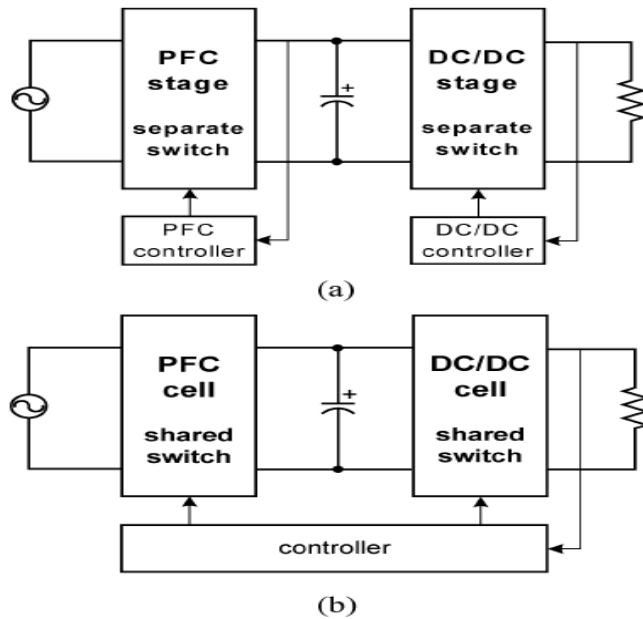 PFC
stage
separate
switch
+
DC/DC
stage
separate
switch
PFC
controller
DC/DC
controller
(a)
PFC
cell
shared
switch
+
DC/DC
cell
shared
switch
controller
(b)